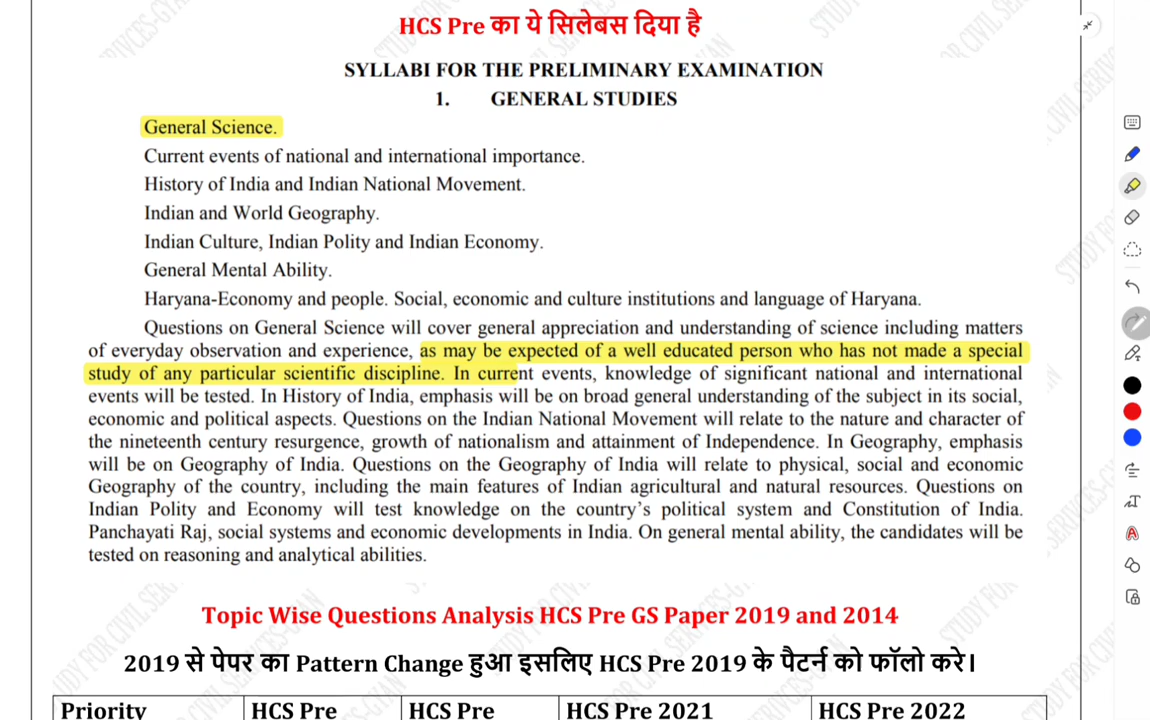 HCS Pre का ये सिलेबस दिया है
SYLLABI FOR THE PRELIMINARY EXAMINATION
1. GENERAL STUDIES
General Science.
Current events of national and international importance.
History of India and Indian National Movement.
Indian and World Geography.
Indian Culture, Indian Polity and Indian Economy.
General Mental Ability.
Haryana-Economy and people. Social, economic and culture institutions and language of Haryana.
Questions on General Science will cover general appreciation and understanding of science including matters
of everyday observation and experience, as may be expected of a well educated person who has not made a special
study of any particular scientific discipline. In current events, knowledge of significant national and international
events will be tested. In History of India, emphasis will be on broad general understanding of the subject in its social,
economic and political aspects. Questions on the Indian National Movement will relate to the nature and character of
the nineteenth century resurgence, growth of nationalism and attainment of Independence. In Geography, emphasis
will be on Geography of India. Questions on the Geography of India will relate to physical, social and economic
Geography of the country, including the main features of Indian agricultural and natural resources. Questions on
Indian Polity and Economy will test knowledge on the country's political system and Constitution of India.
Panchayati Raj, social systems and economic developments in India. On general mental ability, the candidates will be
tested on reasoning and analytical abilities.
Topic Wise Questions Analysis HCS Pre GS Paper 2019 and 2014
2019 से पेपर का Pattern Change हुआ इसलिए HCS Pre 2019 के पैटर्न को फॉलो करे।
Priority HCS Pre HCS Pre HCS Pre 2021 HCS Pre 2022